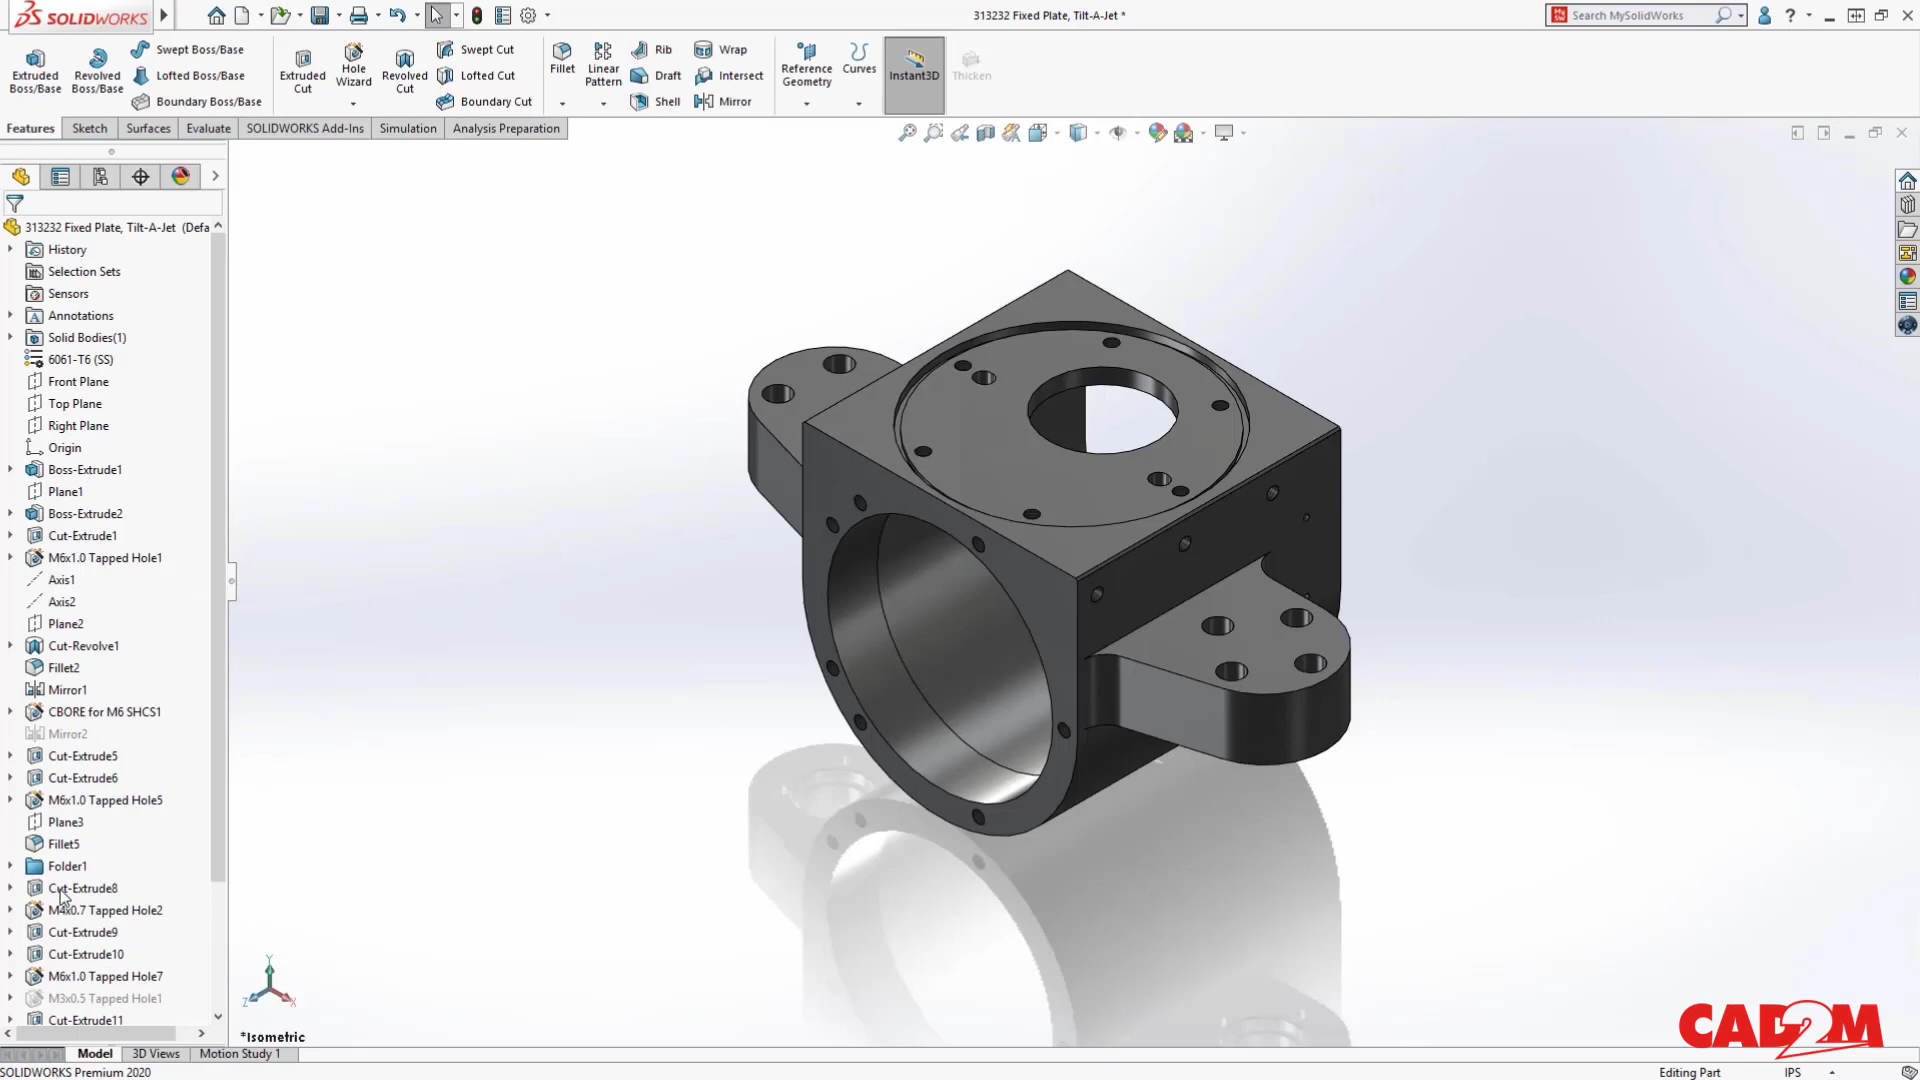 SOLIDWORKS
313232 Fixed Plate, Tilt-A-Jet *
Search MySolidWorks
Extruded Boss/Base
Revolved Boss/Base
Swept Boss/Base
Lofted Boss/Base
Boundary Boss/Base
Extruded Cut
Hole Wizard
Revolved Cut
Swept Cut
Lofted Cut
Boundary Cut
Fillet
Linear Pattern
Rib
Draft
Shell
Wrap
Intersect
Mirror
Reference Geometry
Curves
Instant3D
Thicken
Features
Sketch
Surfaces
Evaluate
SOLIDWORKS Add-Ins
Simulation
Analysis Preparation
313232 Fixed Plate, Tilt-A-Jet (Defa
History
Selection Sets
Sensors
Annotations
Solid Bodies(1)
6061-T6 (SS)
Front Plane
Top Plane
Right Plane
Origin
Boss-Extrude1
Plane1
Boss-Extrude2
Cut-Extrude1
M6x1.0 Tapped Hole1
Axis1
Axis2
Plane2
Cut-Revolve1
Fillet2
Mirror1
CBORE for M6 SHCS1
Mirror2
Cut-Extrude5
Cut-Extrude6
M6x1.0 Tapped Hole5
Plane3
Fillet5
Folder1
Cut-Extrude8
M4x0.7 Tapped Hole2
Cut-Extrude9
Cut-Extrude10
M6x1.0 Tapped Hole7
M3x0.5 Tapped Hole1
Cut-Extrude11
Y
Z
X
*Isometric
CAD2M
Model
3D Views
Motion Study 1
SOLIDWORKS Premium 2020
Editing Part
IPS